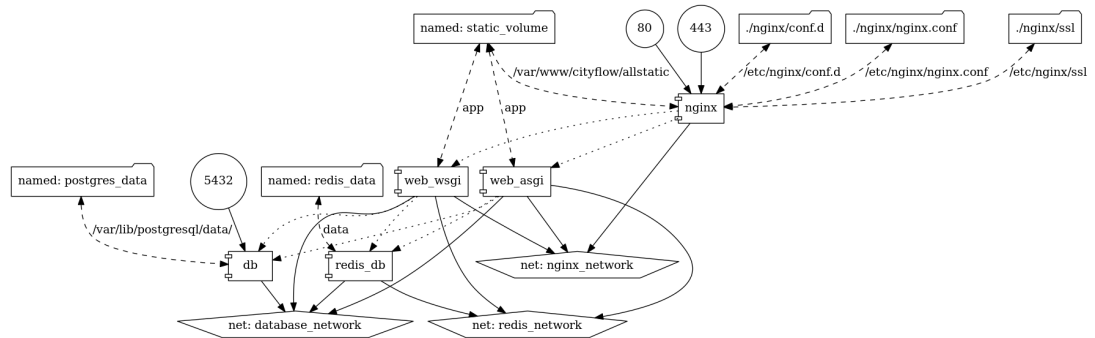 named: static_volume
80
443
./nginx/conf.d
./nginx/nginx.conf
./nginx/ssl
/var/www/cityflow/allstatic
/etc/nginx/conf.d
/etc/nginx/nginx.conf
/etc/nginx/ssl
app
app
nginx
named: postgres_data
5432
named: redis_data
web_wsgi
web_asgi
/var/lib/postgresql/data/
data
db
redis_db
net: nginx_network
net: database_network
net: redis_network